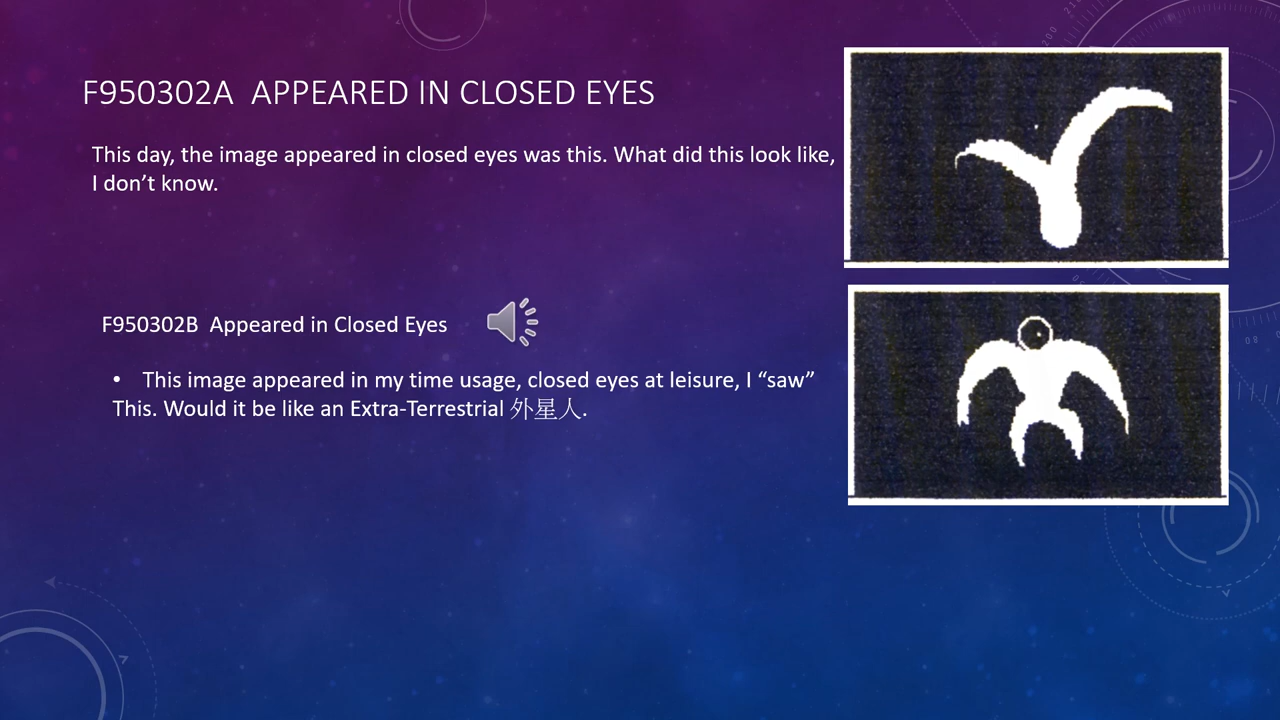 F950302A APPEARED IN CLOSED EYES
This day, the image appeared in closed eyes was this. What did this look like,
I don’t know.
F950302B Appeared in Closed Eyes
• This image appeared in my time usage, closed eyes at leisure, I “saw”
This. Would it be like an Extra-Terrestrial 外星人.
200